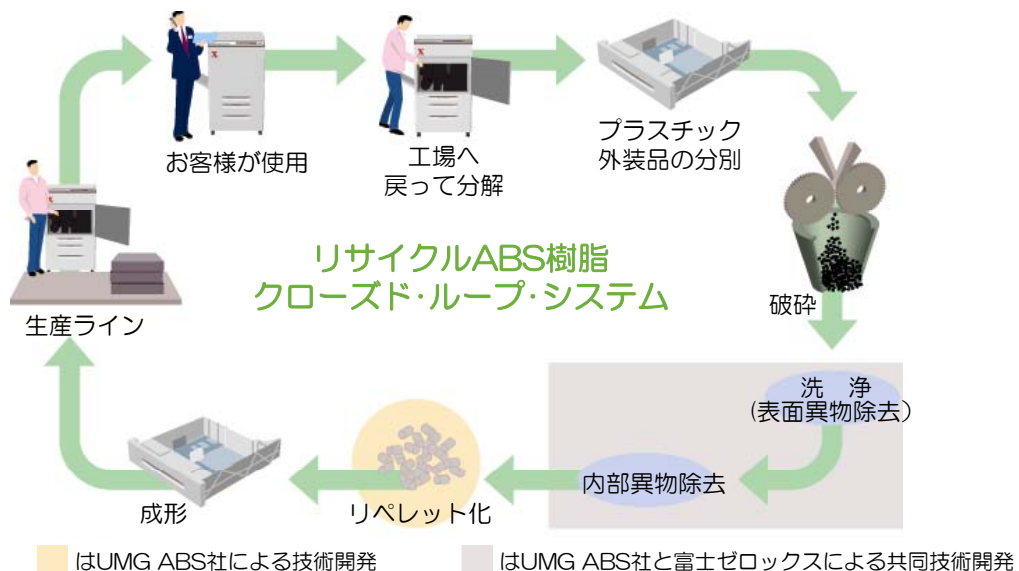 お客様が使用
工場へ
戻って分解
プラスチック
外装品の分別
破砕
リサイクルABS樹脂
クローズド・ループ・システム
生産ライン
洗　浄
(表面異物除去)
内部異物除去
リペレット化
成形
はUMG ABS社による技術開発
はUMG ABS社と富士ゼロックスによる共同技術開発
X
X
X